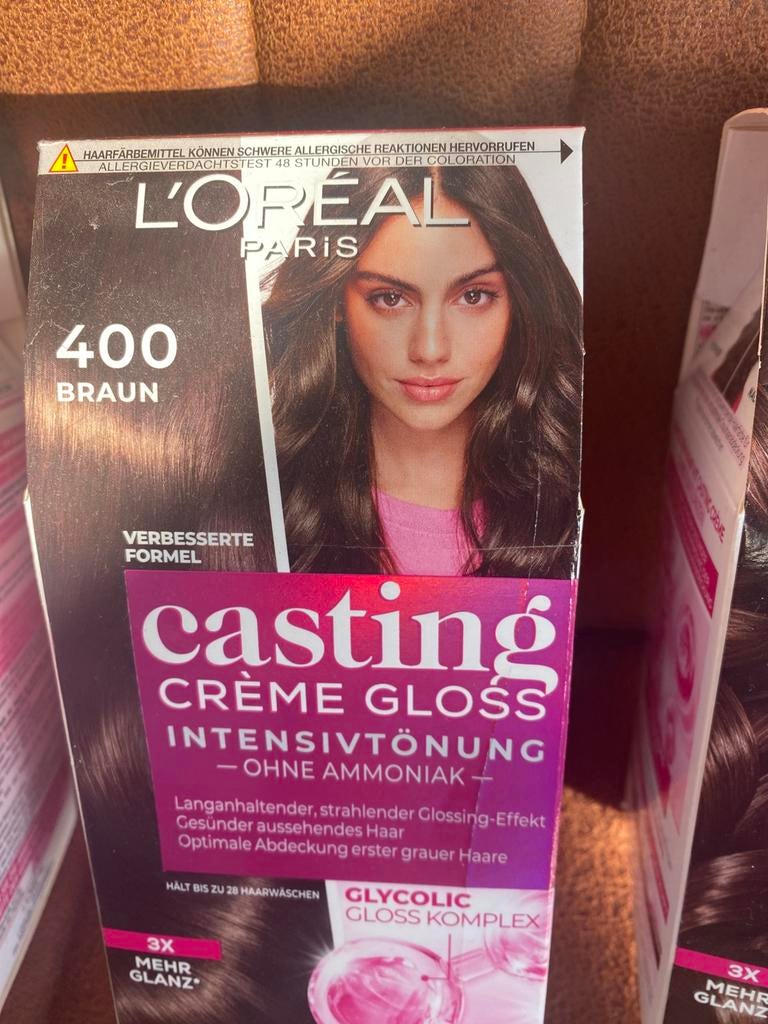 HAARFÄRBEMITTEL KÖNNEN SCHWERE ALLERGISCHE REAKTIONEN HERVORRUFEN
ALLERGIEVERDACHTSTEST 48 STUNDEN VOR DER COLORATION
L'ORÉAL
PARiS
400
BRAUN
VERBESSERTE
FORMEL
casting
CRÈME GLOSS
INTENSIVTÖNUNG
— OHNE AMMONIAK —
Langanhaltender, strahlender Glossing-Effekt
Gesünder aussehendes Haar
Optimale Abdeckung erster grauer Haare
HÄLT BIS ZU 28 HAARWÄSCHEN
GLYCOLIC
GLOSS KOMPLEX
3X
MEHR
GLANZ*
3X
MEHR
GLANZ